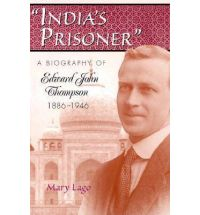 "INDIA'S
PRISONER"
A BIOGRAPHY OF
Edward John
Thompson
1886–1946
Mary Lago